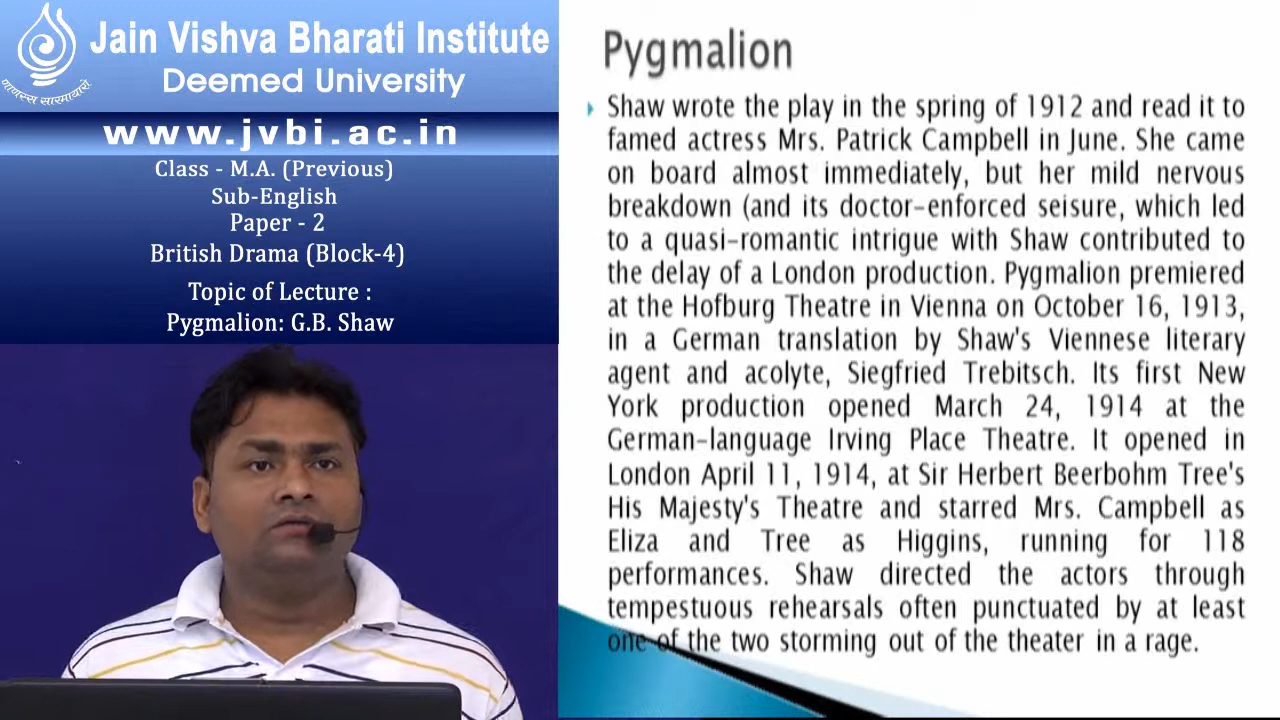 Jain Vishva Bharati Institute
Deemed University
www.jvbi.ac.in
Class - M.A. (Previous)
Sub-English
Paper - 2
British Drama (Block-4)
Topic of Lecture :
Pygmalion: G.B. Shaw
Pygmalion
Shaw wrote the play in the spring of 1912 and read it to
famed actress Mrs. Patrick Campbell in June. She came
on board almost immediately, but her mild nervous
breakdown (and its doctor-enforced seisure, which led
to a quasi-romantic intrigue with Shaw contributed to
the delay of a London production. Pygmalion premiered
at the Hofburg Theatre in Vienna on October 16, 1913,
in a German translation by Shaw's Viennese literary
agent and acolyte, Siegfried Trebitsch. Its first New
York production opened March 24, 1914 at the
German-language Irving Place Theatre. It opened in
London April 11, 1914, at Sir Herbert Beerbohm Tree's
His Majesty's Theatre and starred Mrs. Campbell as
Eliza and Tree as Higgins, running for 118
performances. Shaw directed the actors through
tempestuous rehearsals often punctuated by at least
one of the two storming out of the theater in a rage.